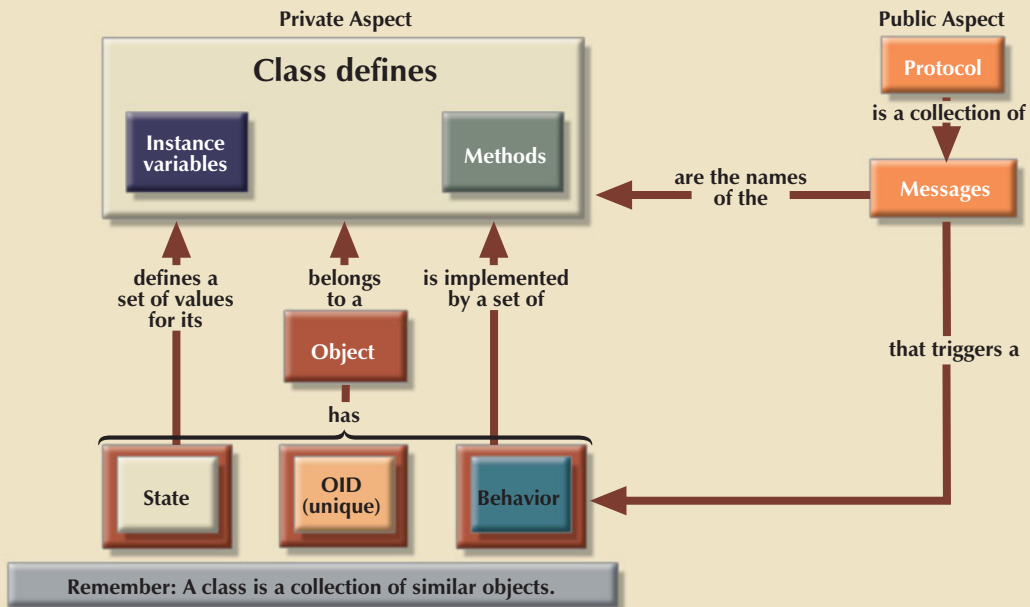 Private Aspect
Public Aspect
Class defines
Instance
variables
Methods
Protocol
is a collection of
Messages
are the names
of the
defines a
set of values
for its
belongs
to a
is implemented
by a set of
Object
that triggers a
has
State
OID
(unique)
Behavior
Remember: A class is a collection of similar objects.